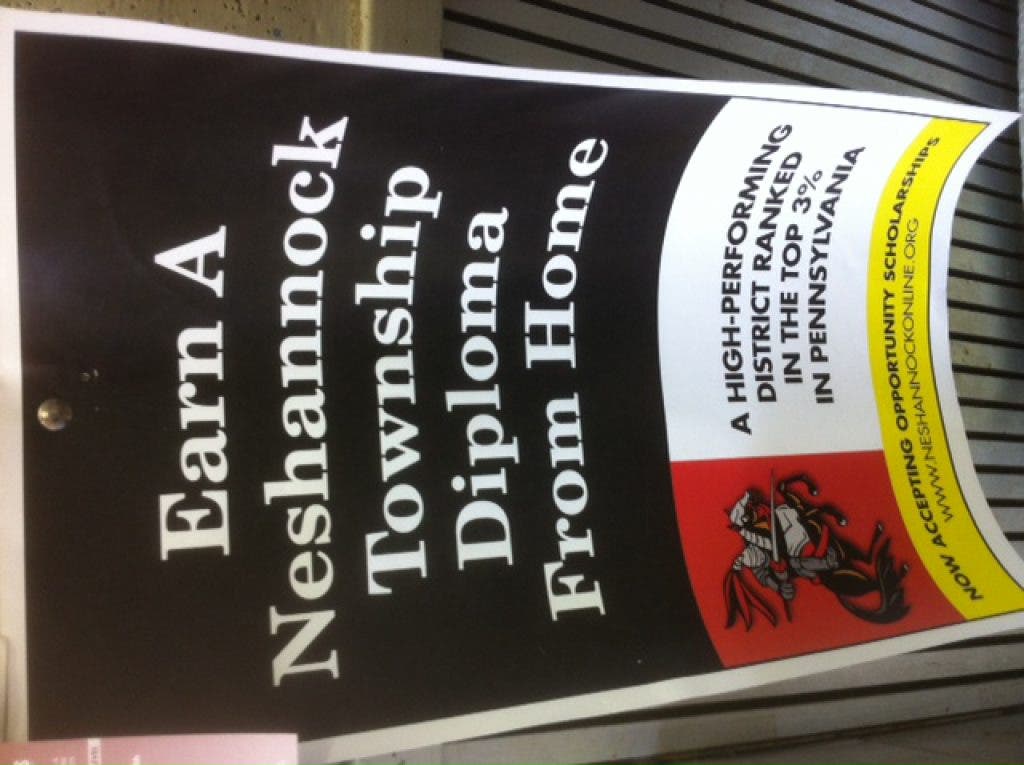 Earn A
Neshannock
Township
Diploma
From Home
A HIGH-PERFORMING
DISTRICT RANKED
IN THE TOP 3%
IN PENNSYLVANIA
NOW ACCEPTING OPPORTUNITY SCHOLARSHIPS
WWW.NESHANNOCKONLINE.ORG